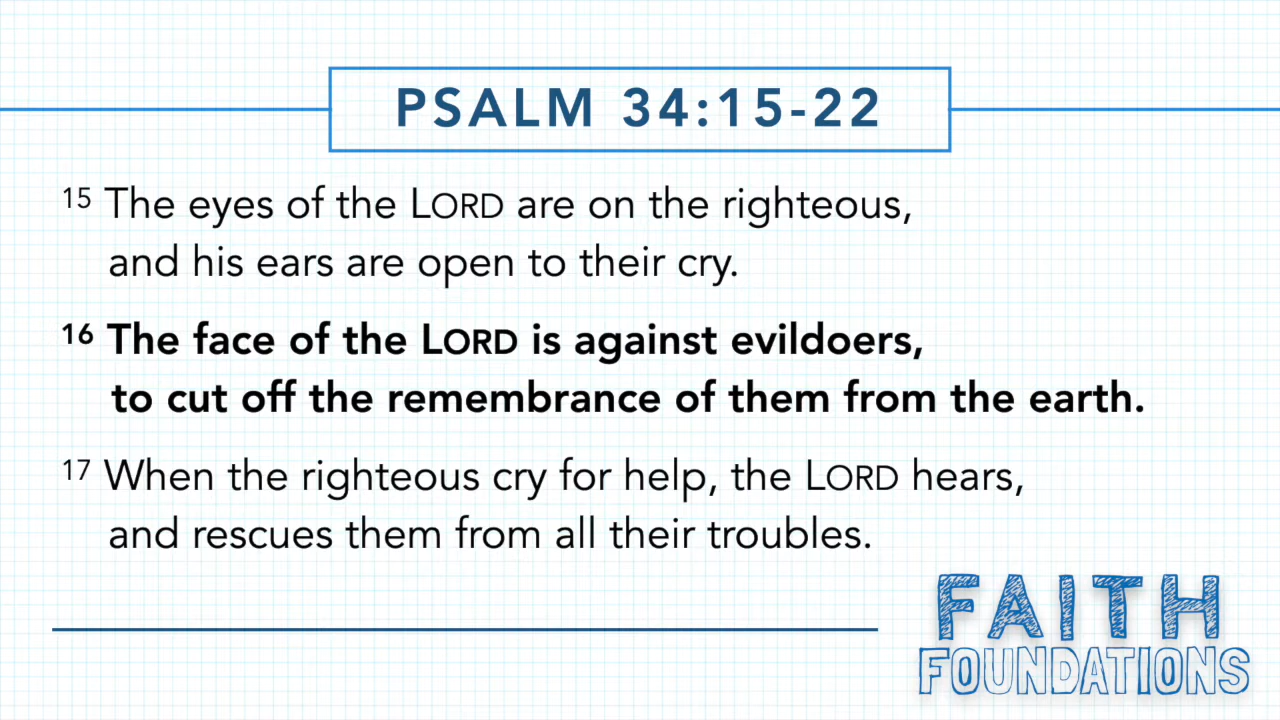 PSALM 34:15-22
15 The eyes of the LORD are on the righteous,
and his ears are open to their cry.
16 The face of the LORD is against evildoers,
to cut off the remembrance of them from the earth.
17 When the righteous cry for help, the LORD hears,
and rescues them from all their troubles.
FAITH
FOUNDATIONS